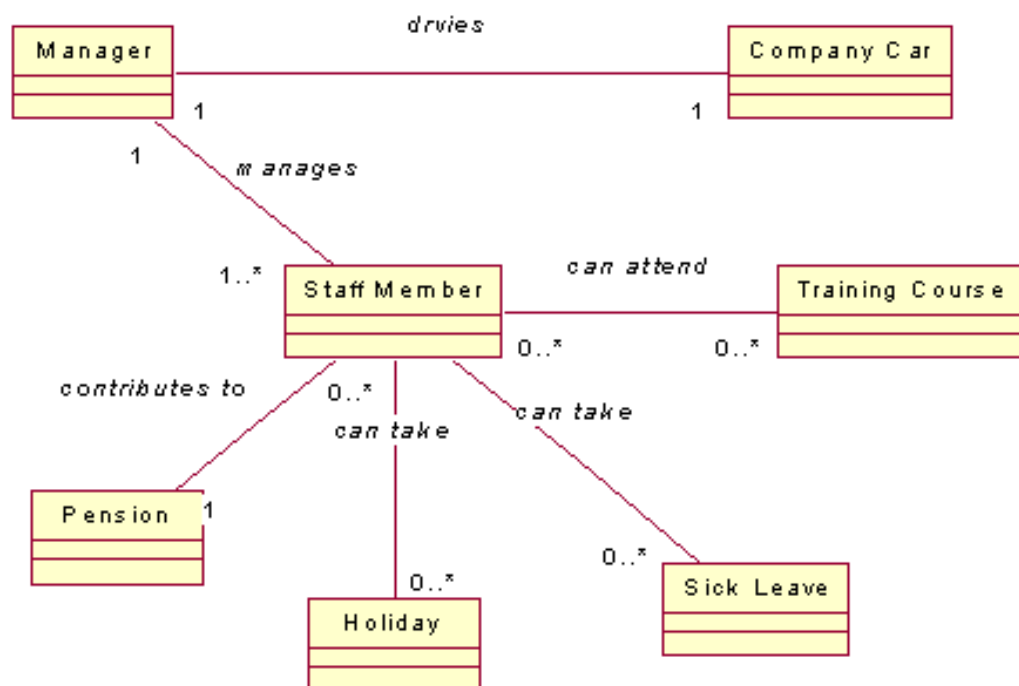 drvies
Manager
Company Car
1
1
1
manages
1..*
can attend
Staff Member
Training Course
0..*
0..*
contributes to
0..*
can take
can take
Pension
1
0..*
0..*
Sick Leave
Holiday